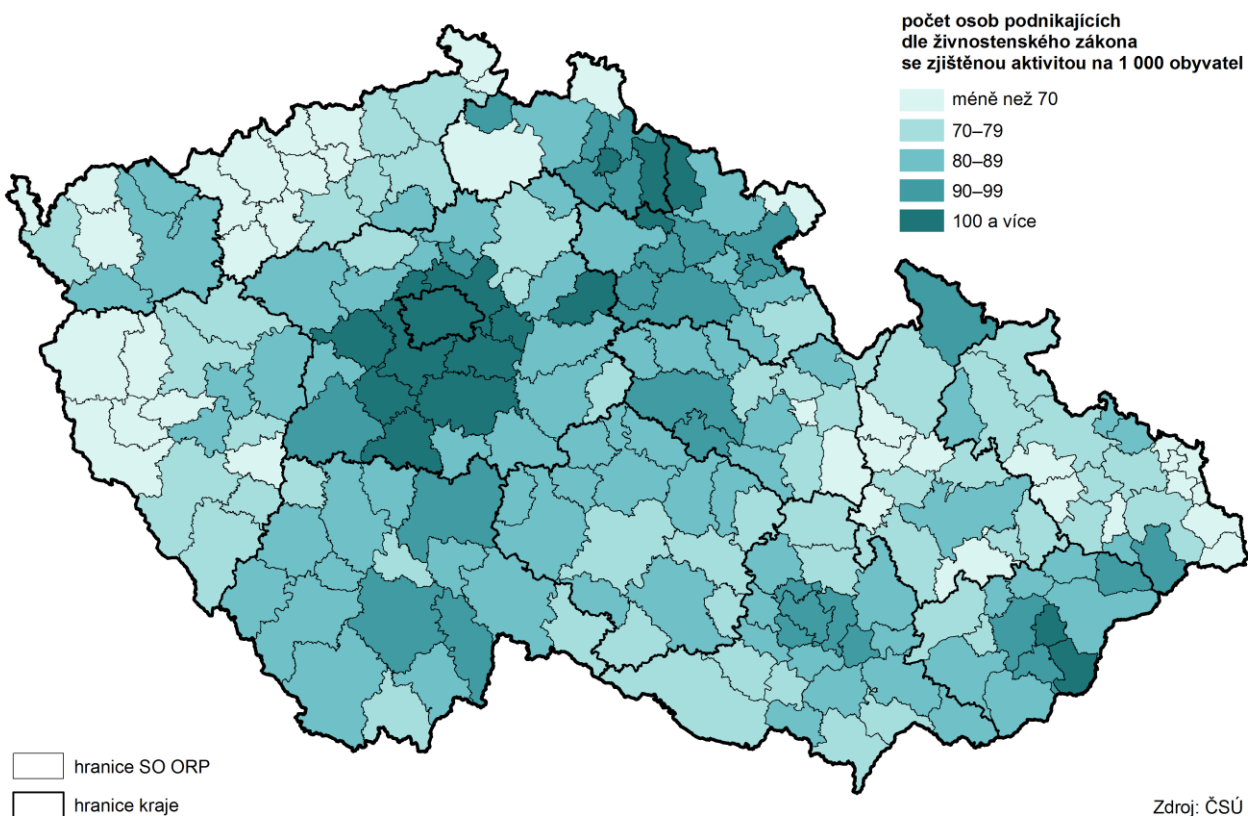 počet osob podnikajících
dle živnostenského zákona
se zjištěnou aktivitou na 1 000 obyvatel
méně než 70
70–79
80–89
90–99
100 a více
hranice SO ORP
hranice kraje
Zdroj: ČSÚ